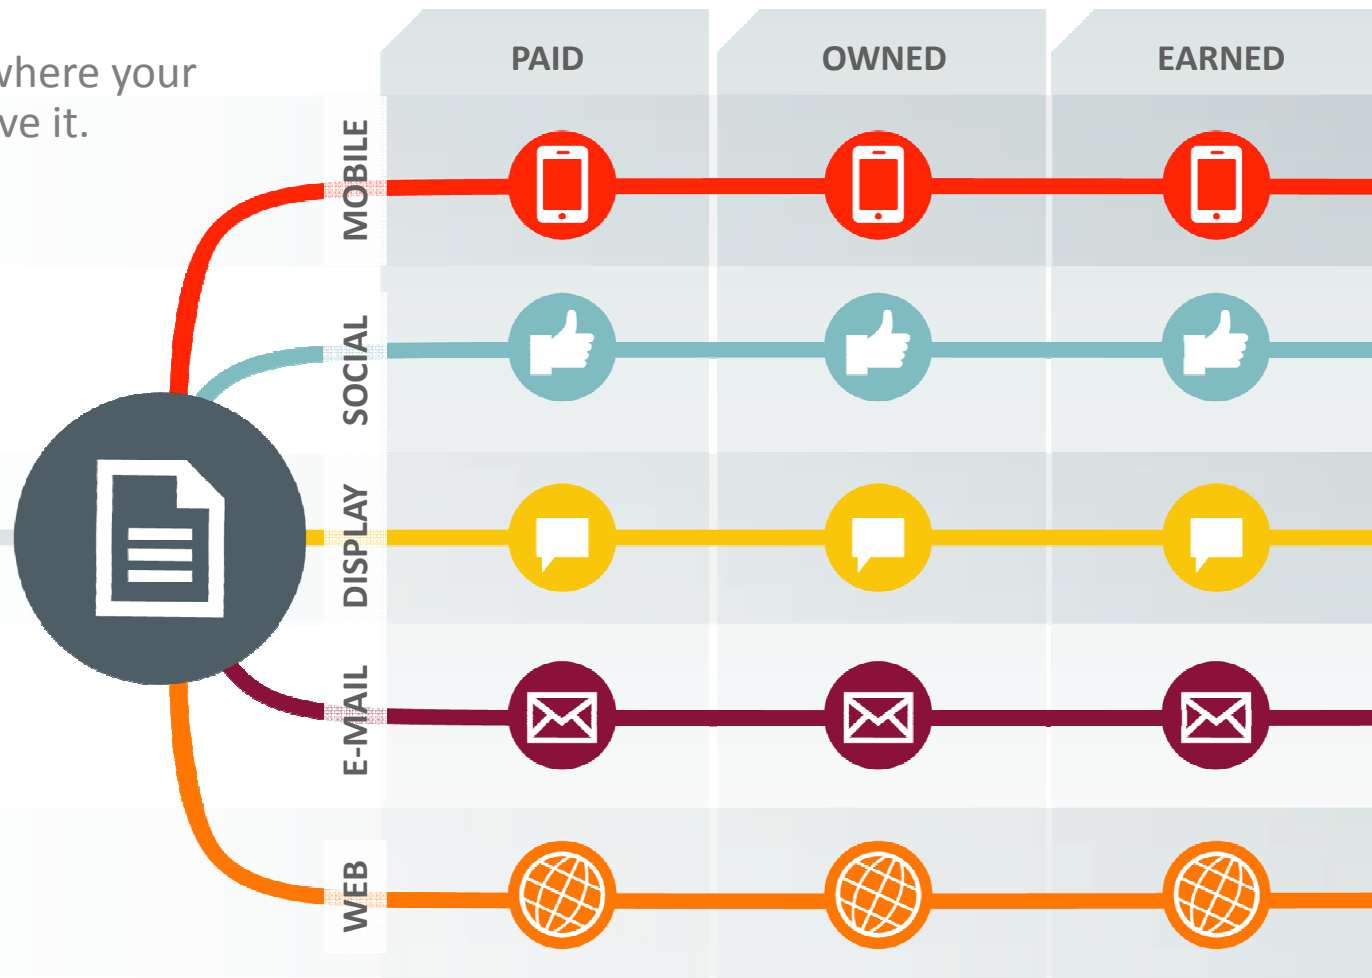 where your
ve it.
PAID OWNED EARNED
MOBILE
SOCIAL
DISPLAY
E-MAIL
WEB